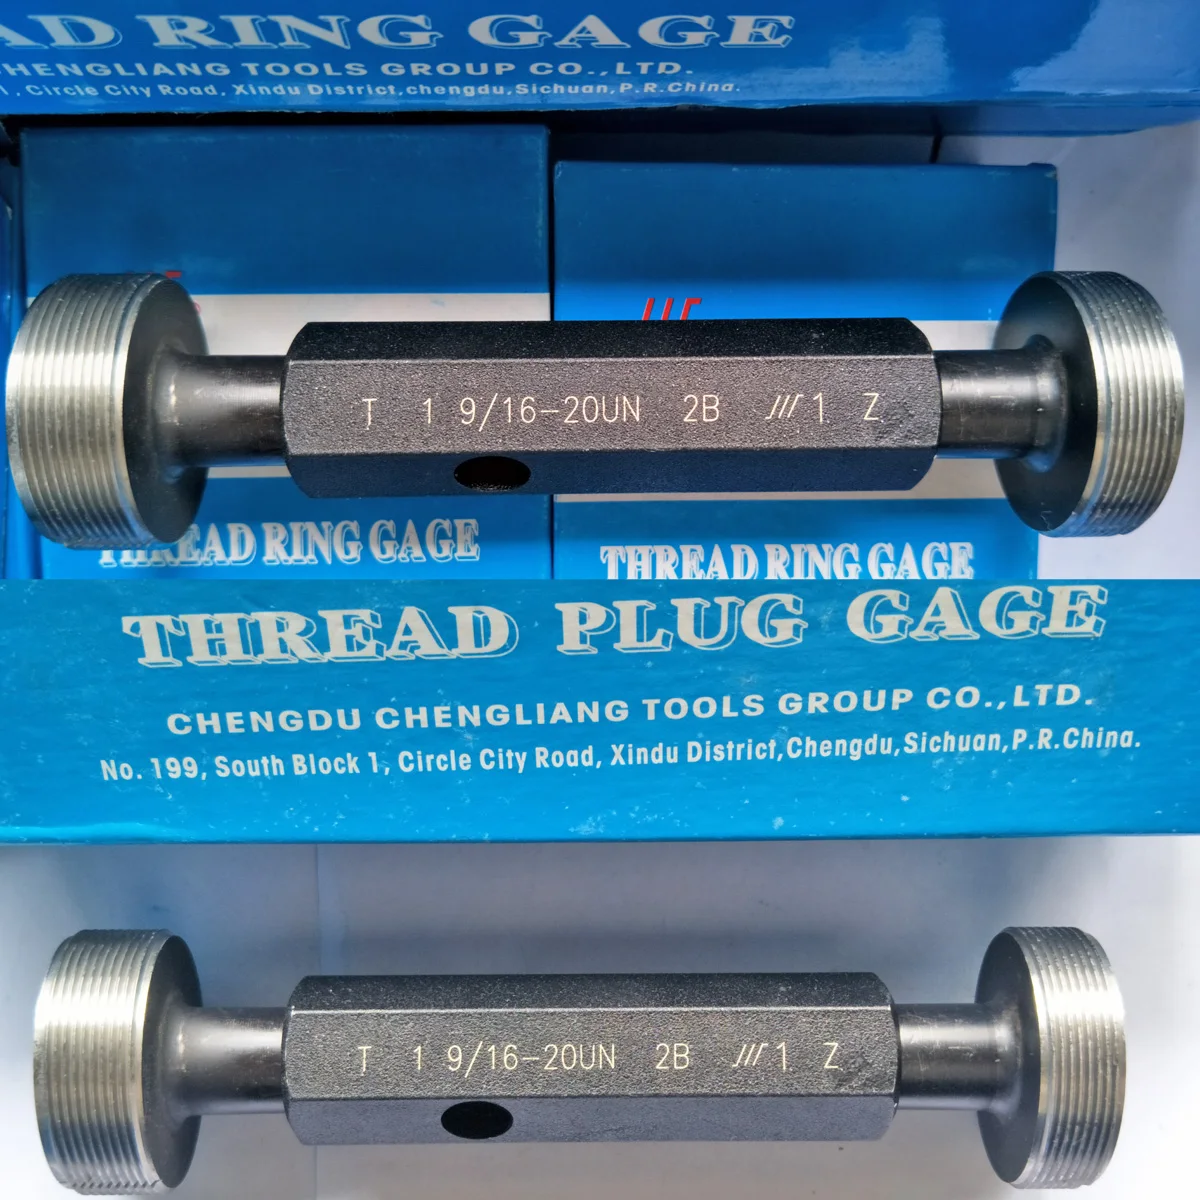 AD RING GAGE
CHENGLIANG TOOLS GROUP CO.,LTD.
1, Circle City Road, Xindu District,chengdu,Sichuan,P.R.China.
T 1 9/16-20UN 2B 1 Z
THREAD RING GAGE
THREAD RING GAGE
THREAD PLUG GAGE
CHENGDU CHENGLIANG TOOLS GROUP CO.,LTD.
No. 199, South Block 1, Circle City Road, Xindu District,Chengdu,Sichuan,P.R.China.
T 1 9/16-20UN 2B 1 Z